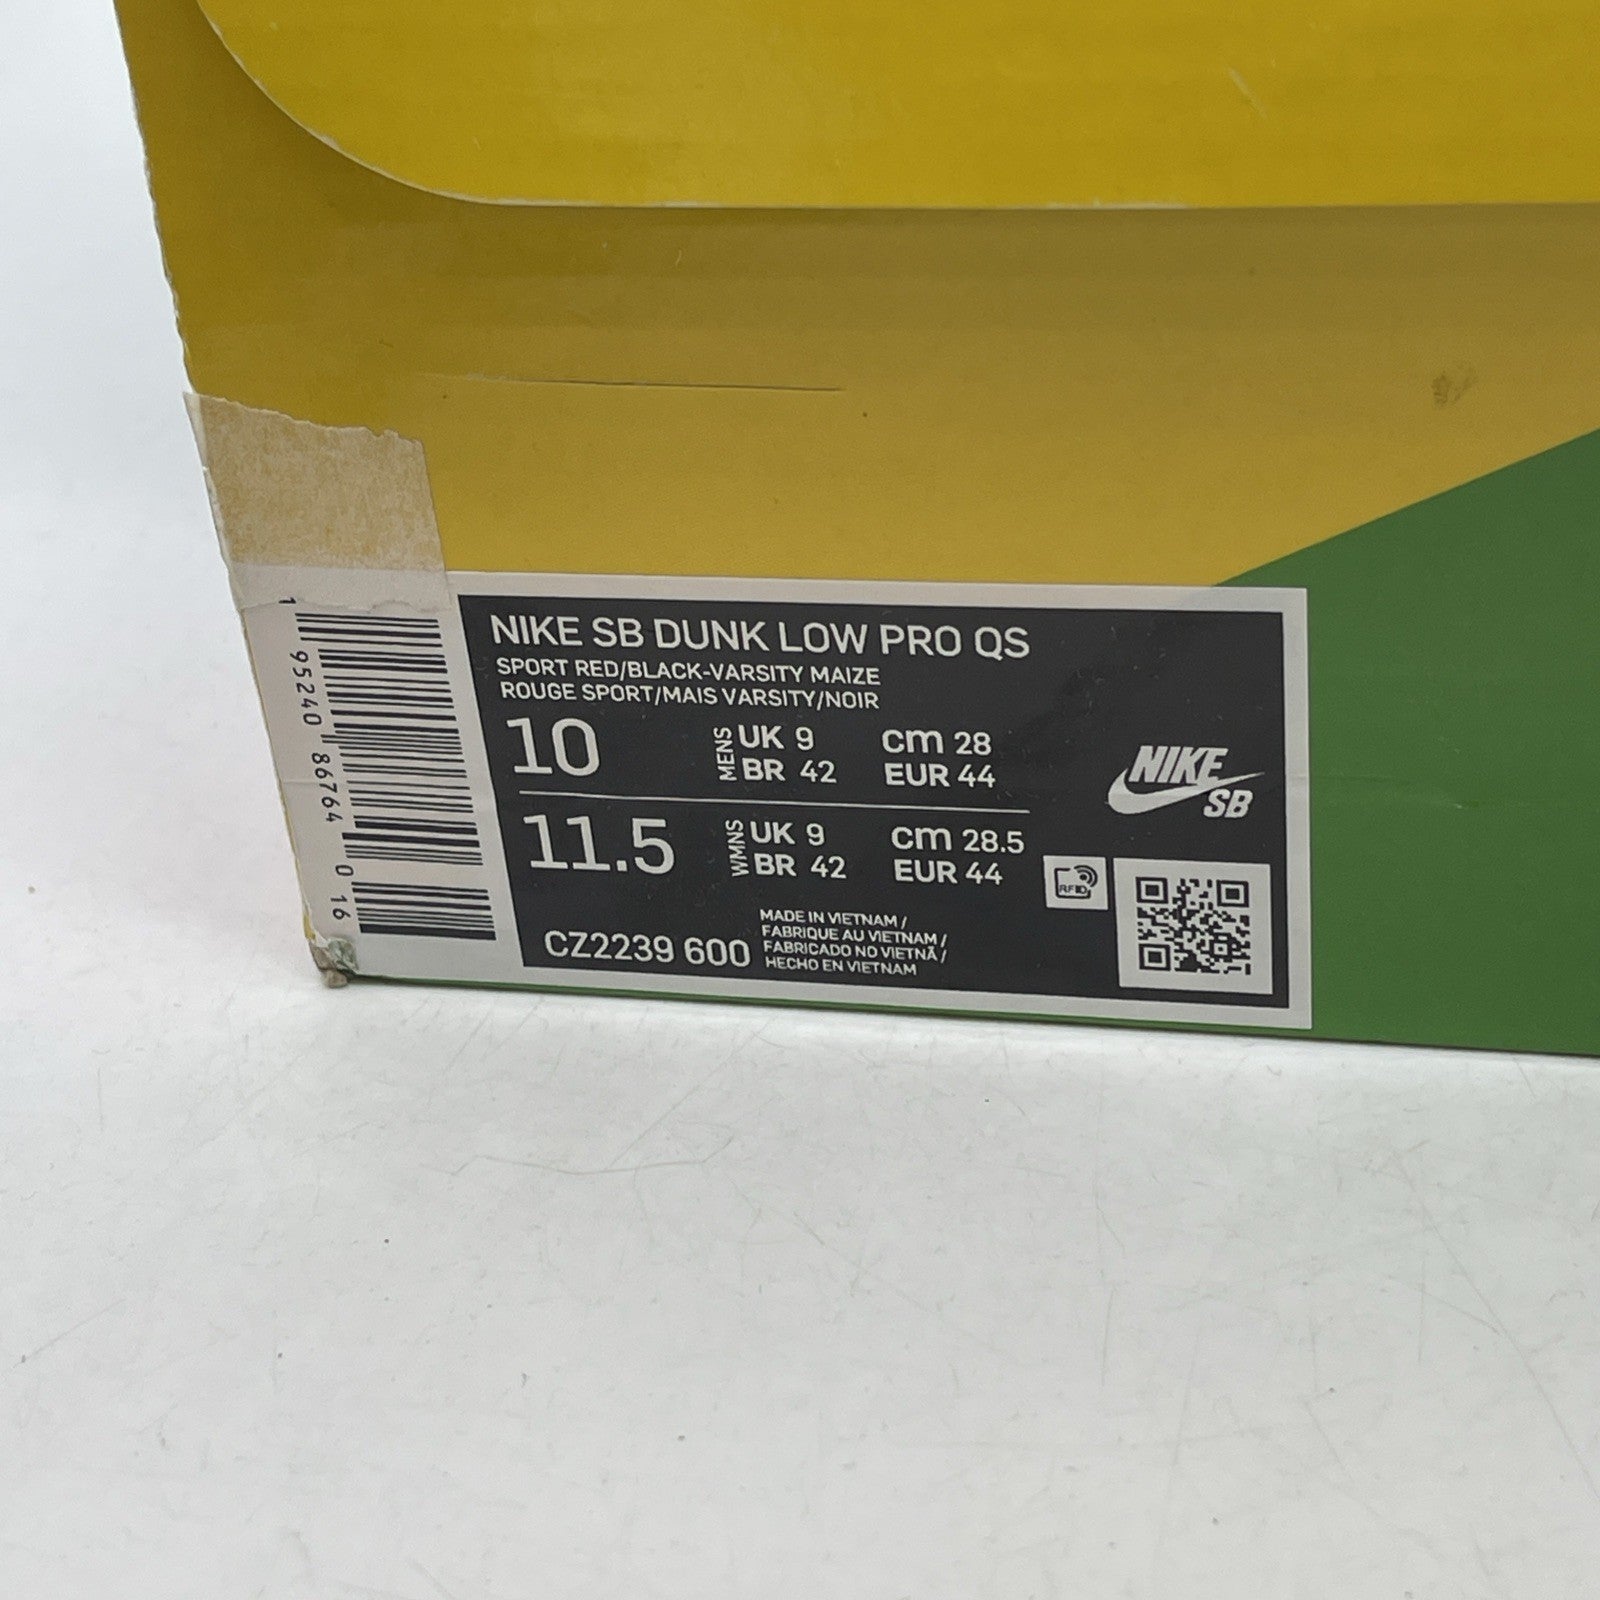 NIKE SB DUNK LOW PRO QS
SPORT RED/BLACK-VARSITY MAIZE
ROUGE SPORT/MAIS VARSITY/NOIR
10 MENS UK 9 cm 28
BR 42 EUR 44
11.5 WMNS UK 9 cm 28.5
BR 42 EUR 44
NIKE
SB
RFID
CZ2239 600
MADE IN VIETNAM /
FABRIQUE AU VIETNAM /
FABRICADO NO VIETNÃ /
HECHO EN VIETNAM
1 95240 86764 0 16